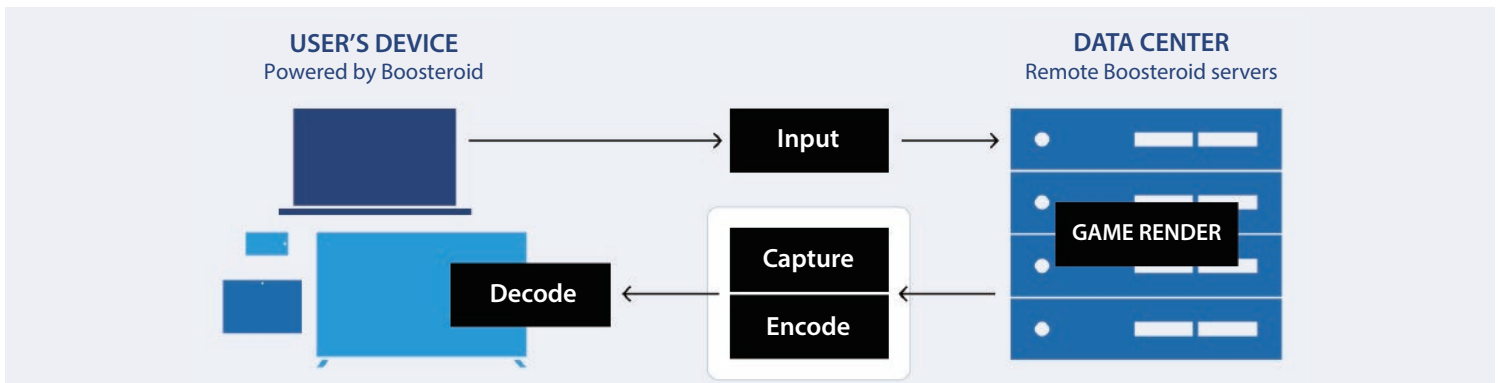 USER’S DEVICE
Powered by Boosteroid
DATA CENTER
Remote Boosteroid servers
Input
GAME RENDER
Capture
Decode
Encode